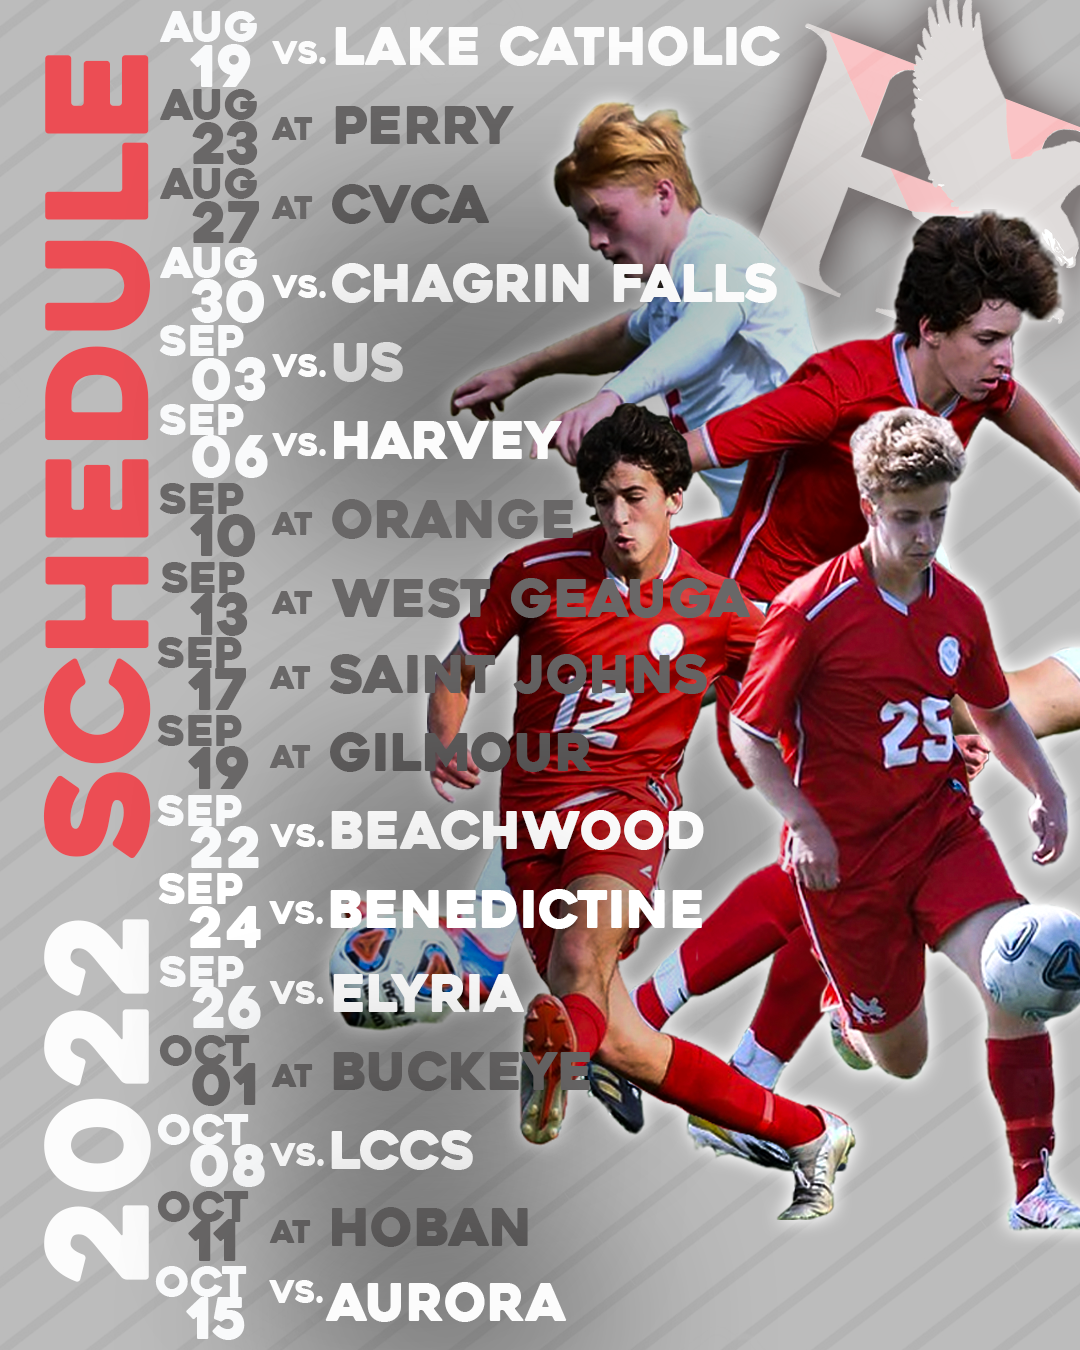 2022 SCHEDULE
AUG 19 VS. LAKE CATHOLIC
AUG 23 AT PERRY
AUG 27 AT CVCA
AUG 30 VS. CHAGRIN FALLS
SEP 03 VS. US
SEP 06 VS. HARVEY
SEP 10 AT ORANGE
SEP 13 AT WEST GEAUGA
SEP 17 AT SAINT JOHNS
SEP 19 AT GILMOUR
SEP 22 VS. BEACHWOOD
SEP 24 VS. BENEDICTINE
SEP 26 VS. ELYRIA
OCT 01 AT BUCKEYE
OCT 08 VS. LCCS
OCT 11 AT HOBAN
OCT 15 VS. AURORA
H
12
25